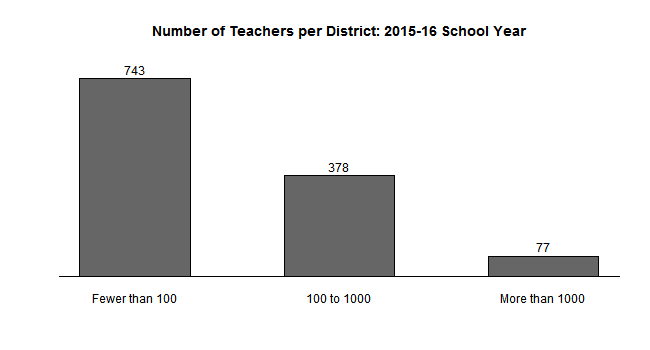 Number of Teachers per District: 2015-16 School Year
743
378
77
Fewer than 100
100 to 1000
More than 1000